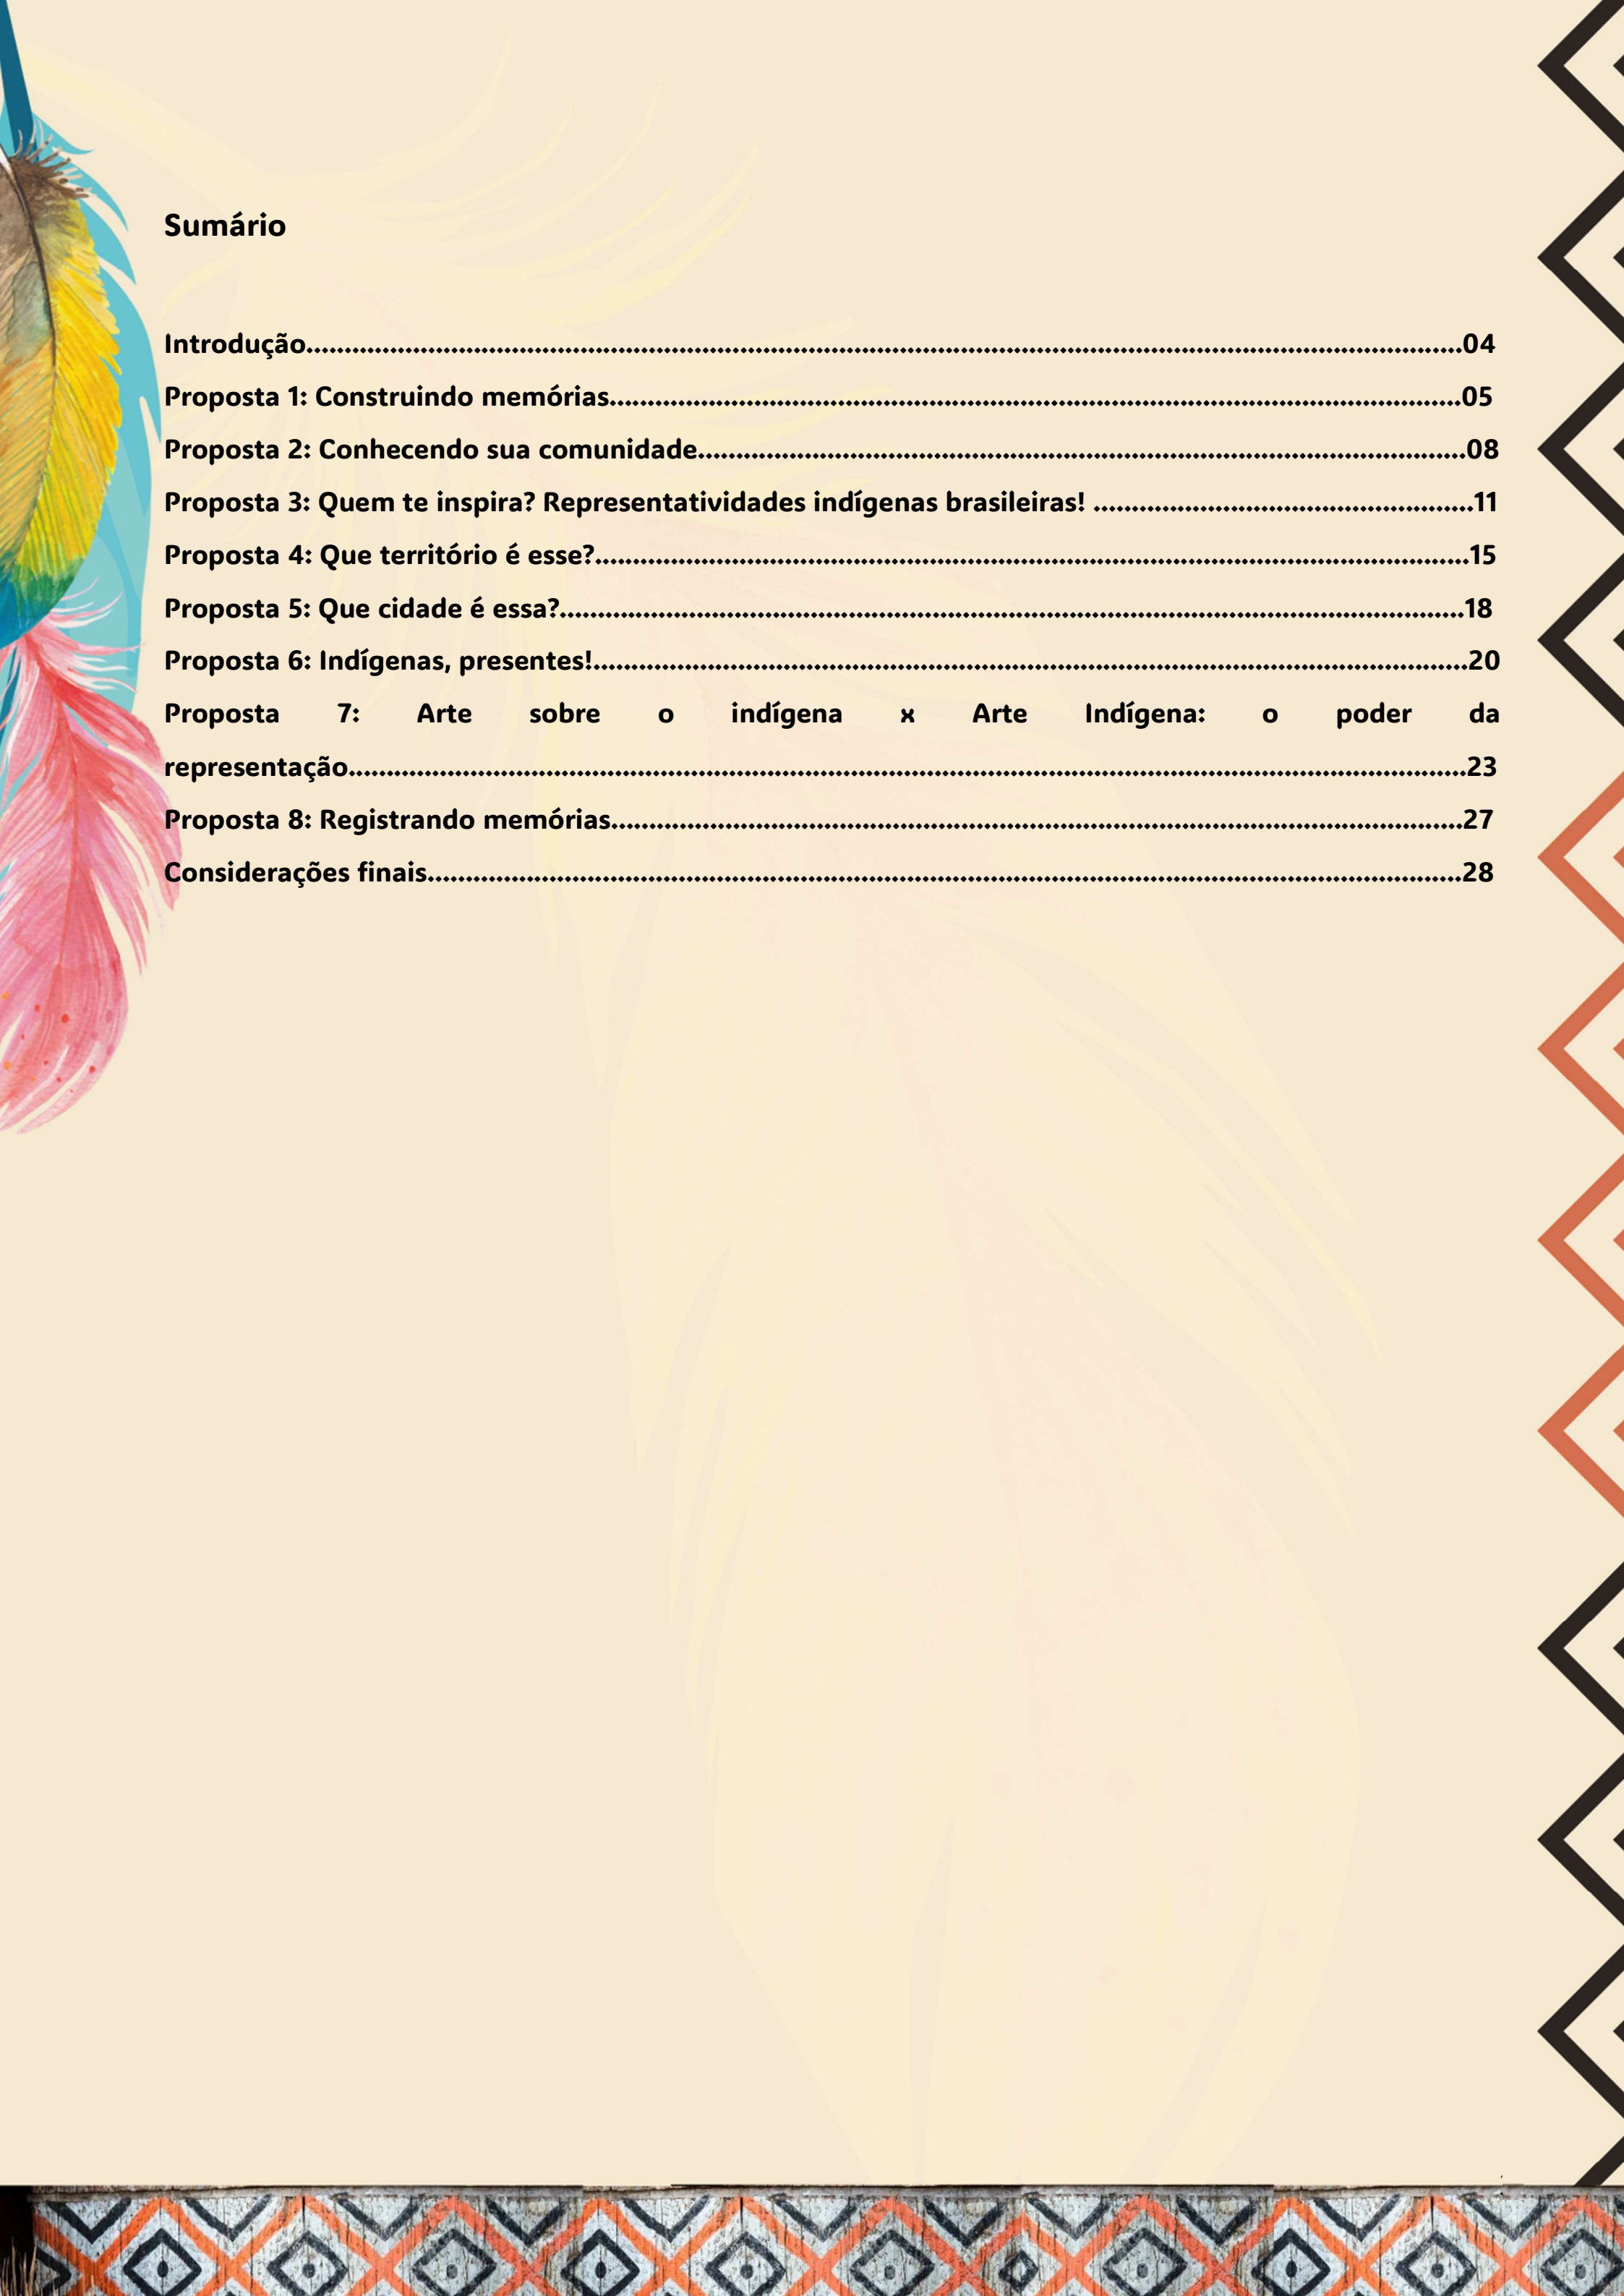 Sumário
Introdução........................................................................................................................................................04
Proposta 1: Construindo memórias................................................................................................................05
Proposta 2: Conhecendo sua comunidade.....................................................................................................08
Proposta 3: Quem te inspira? Representatividades indígenas brasileiras! ..................................................11
Proposta 4: Que território é esse?...................................................................................................................15
Proposta 5: Que cidade é essa?.......................................................................................................................18
Proposta 6: Indígenas, presentes!...................................................................................................................20
Proposta 7: Arte sobre o indígena x Arte Indígena: o poder da
representação...................................................................................................................................................23
Proposta 8: Registrando memórias................................................................................................................27
Considerações finais........................................................................................................................................28